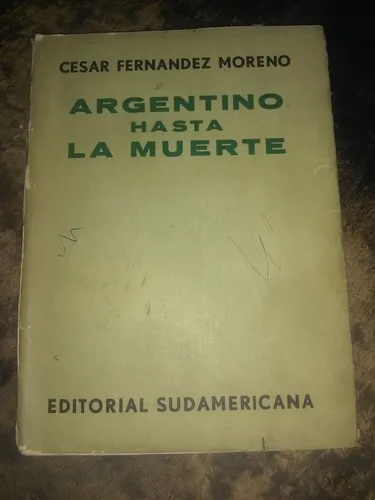 CESAR FERNANDEZ MORENO
ARGENTINO
HASTA
LA MUERTE
EDITORIAL SUDAMERICANA